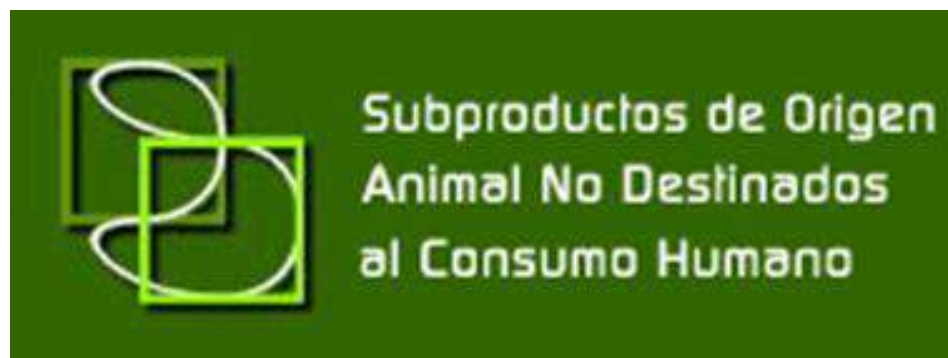 Subproductos de Origen
Animal No Destinados
al Consumo Humano